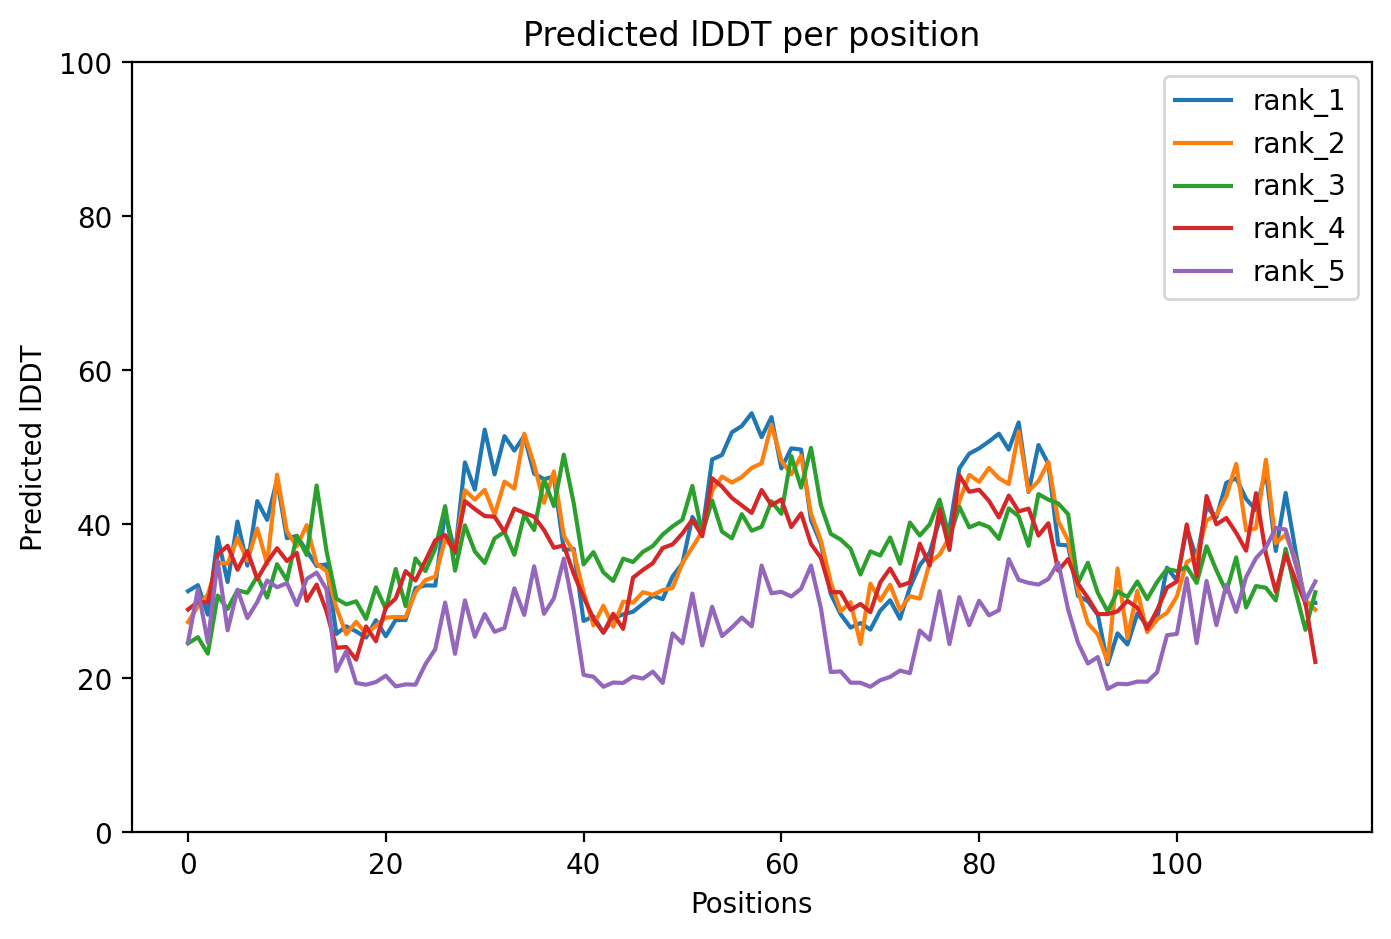 Predicted lDDT per position
100
80
60
40
20
0
Predicted lDDT
rank_1
rank_2
rank_3
rank_4
rank_5
0 20 40 60 80 100
Positions